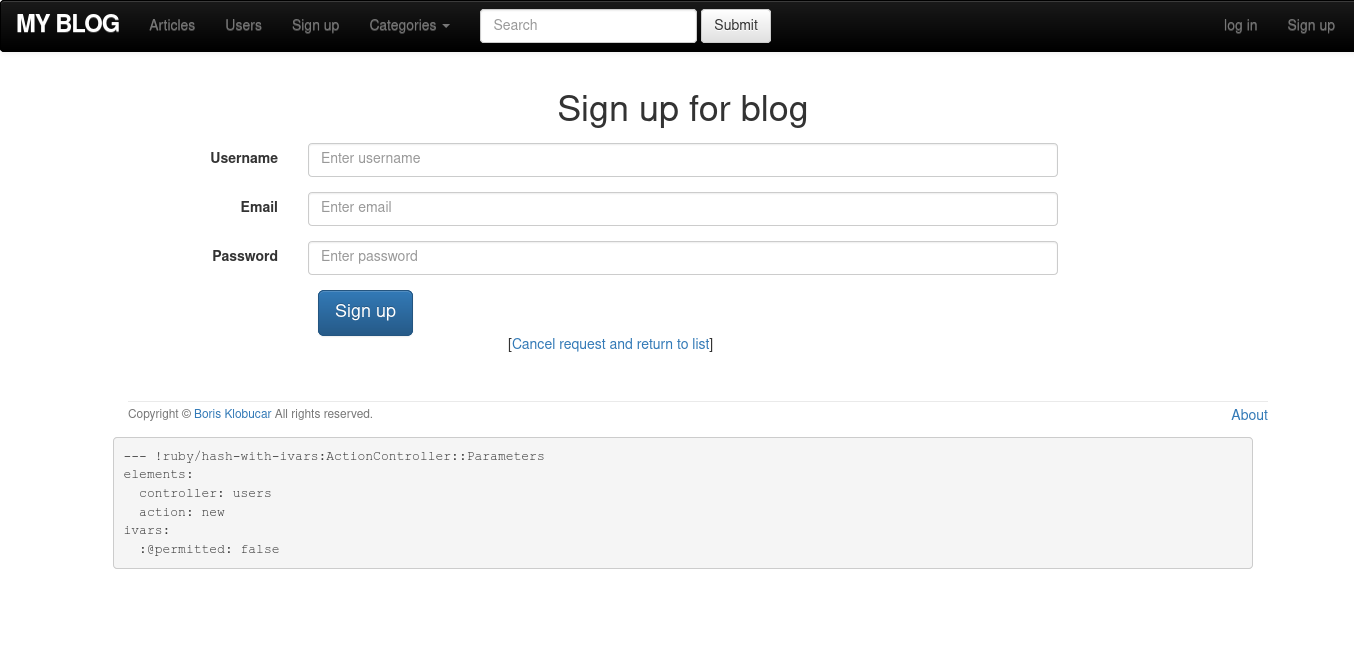 MY BLOG Articles Users Sign up Categories Search Submit log in Sign up
Sign up for blog
Username Enter username
Email Enter email
Password Enter password
Sign up
[Cancel request and return to list]
Copyright © Boris Klobucar All rights reserved. About
--- !ruby/hash-with-ivars:ActionController::Parameters
elements:
  controller: users
  action: new
ivars:
  :@permitted: false